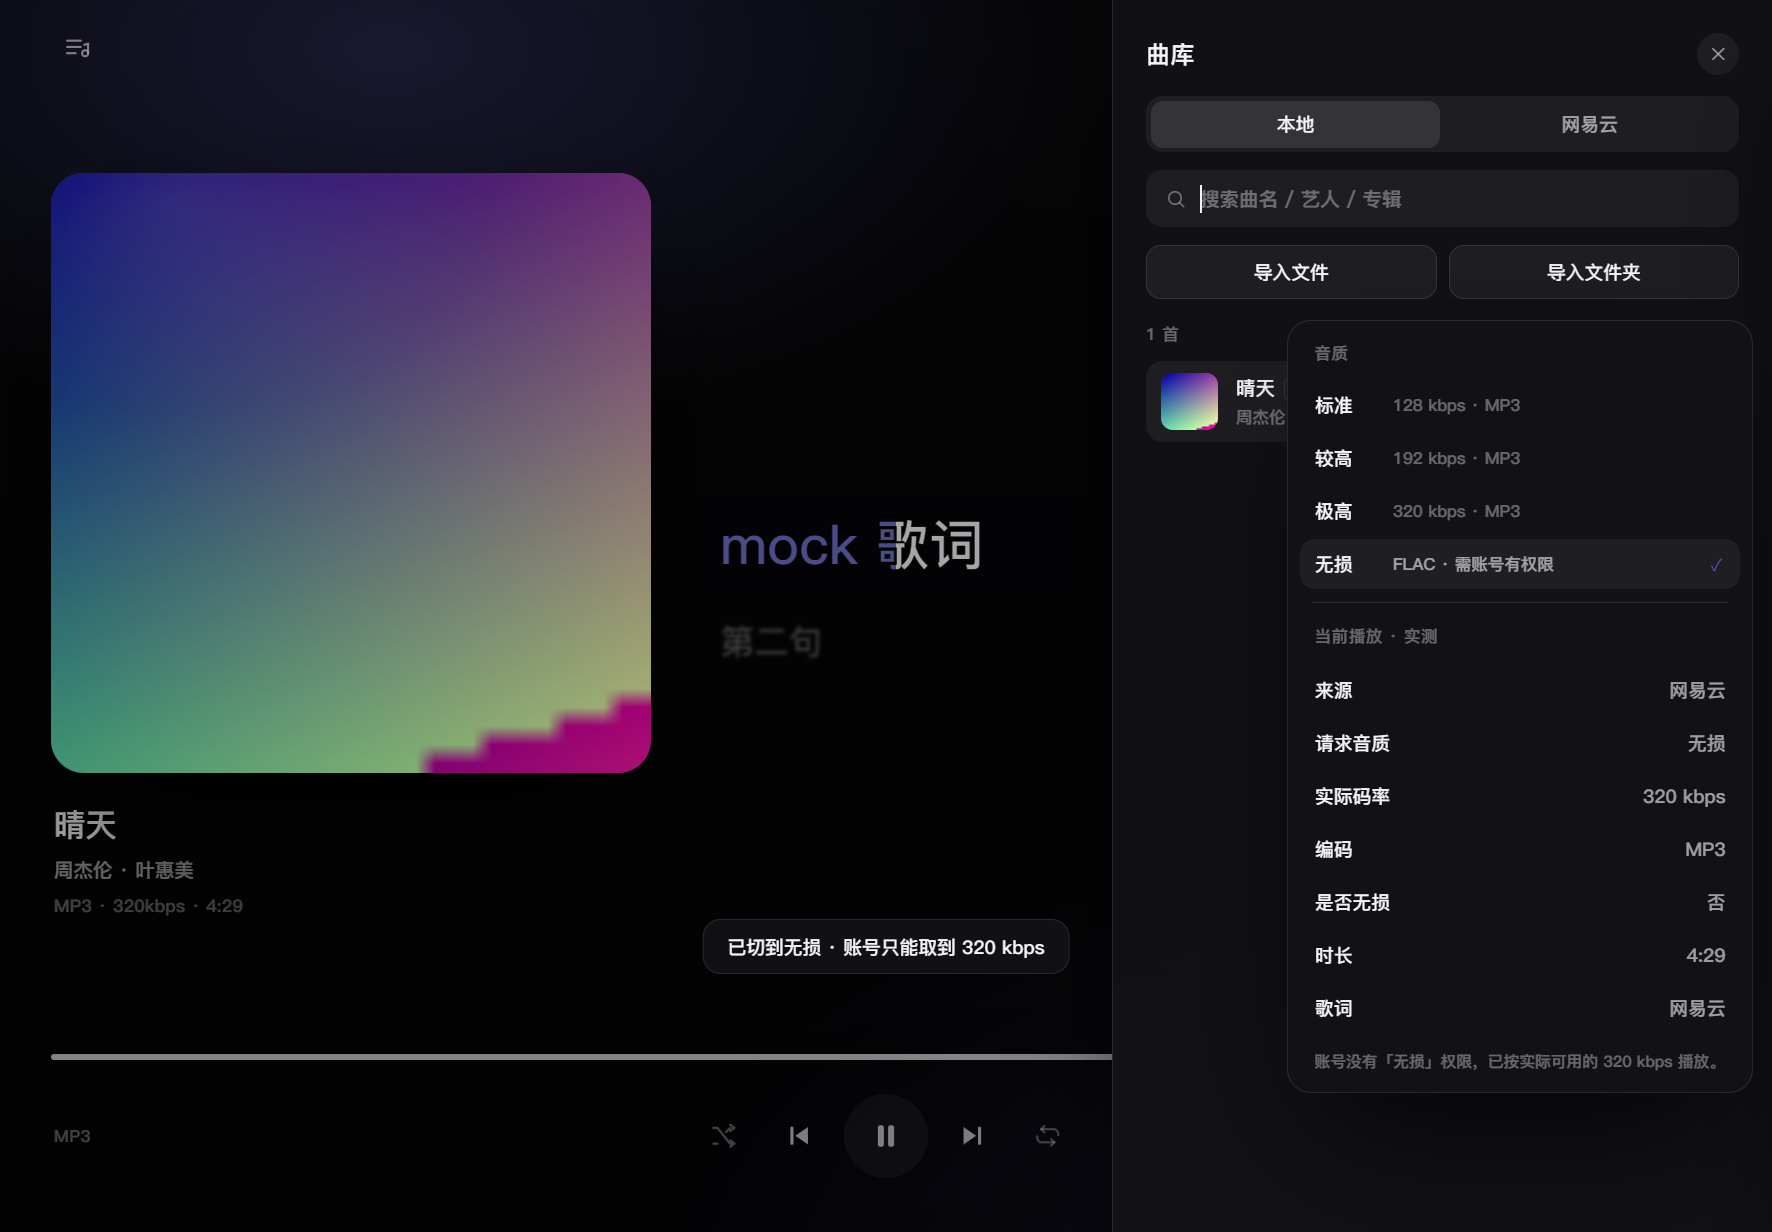 曲库
本地
网易云
搜索曲名 / 艺人 / 专辑
导入文件
导入文件夹
1 首
晴天
周杰伦
音质
标准 128 kbps · MP3
较高 192 kbps · MP3
极高 320 kbps · MP3
无损 FLAC · 需账号有权限 ✓
当前播放 · 实测
来源 网易云
请求音质 无损
实际码率 320 kbps
编码 MP3
是否无损 否
时长 4:29
歌词 网易云
账号没有「无损」权限，已按实际可用的 320 kbps 播放。
mock 歌词
第二句
晴天
周杰伦 · 叶惠美
MP3 · 320kbps · 4:29
已切到无损 · 账号只能取到 320 kbps
MP3